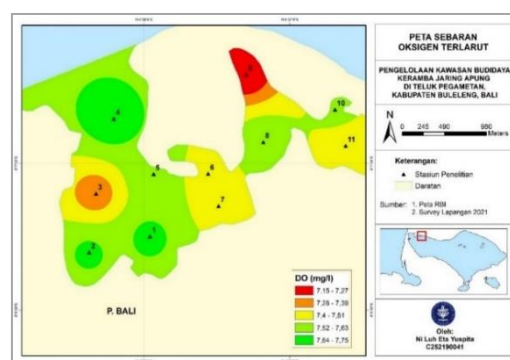 PETA SEBARAN
OKSIGEN TERLARUT
PENGELOLAAN KAWASAN BUDIDAYA
KERAMBA JARING APUNG
DI TELUK PEGAMETAN,
KABUPATEN BULELENG, BALI
N
0 245 490 980
Meters
Keterangan:
▲ Stasiun Penelitian
Daratan
Sumber: 1. Peta RBI
2. Survey Lapangan 2021
Oleh:
Ni Luh Eta Yuspita
C252190041
4
10
8
11
5
6
3
7
1
2
P. BALI
DO (mg/l)
7,15 - 7,27
7,28 - 7,39
7,4 - 7,51
7,52 - 7,63
7,64 - 7,75